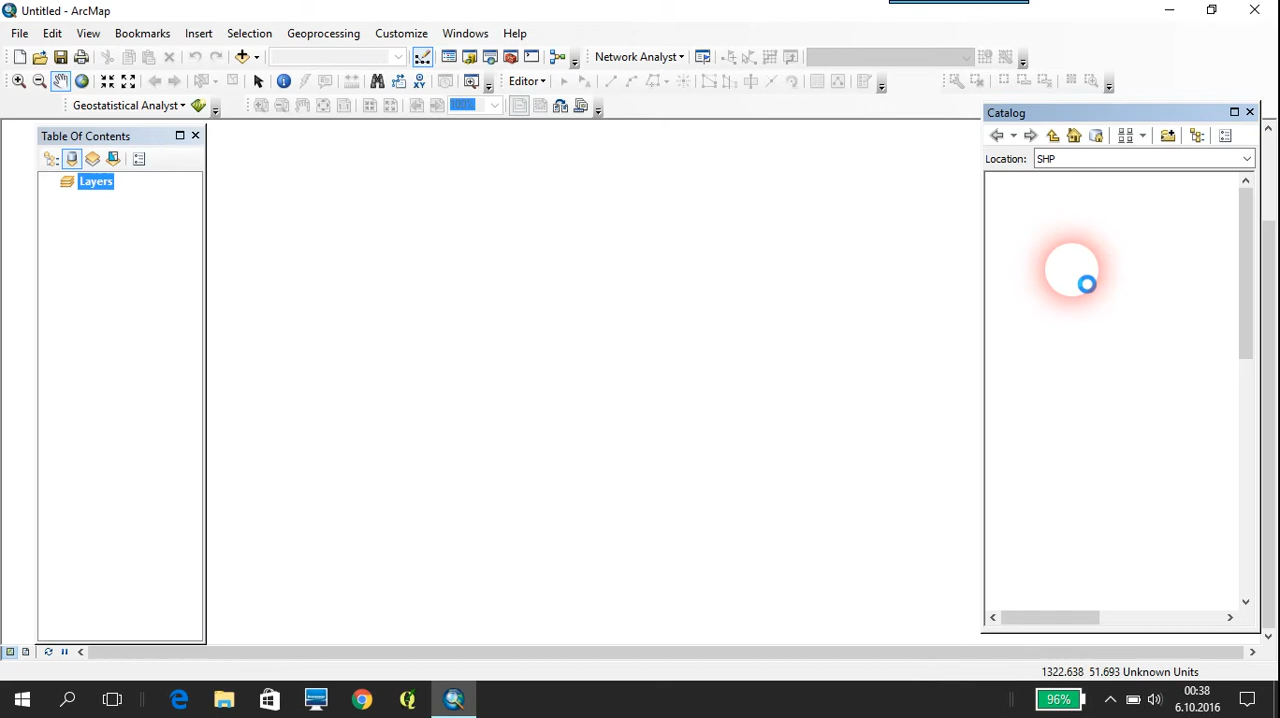 Untitled - ArcMap
File Edit View Bookmarks Insert Selection Geoprocessing Customize Windows Help
Network Analyst
Editor
Geostatistical Analyst
100%
Table Of Contents
Layers
Catalog
Location: SHP
1322.638 51.693 Unknown Units
96%
00:38
6.10.2016